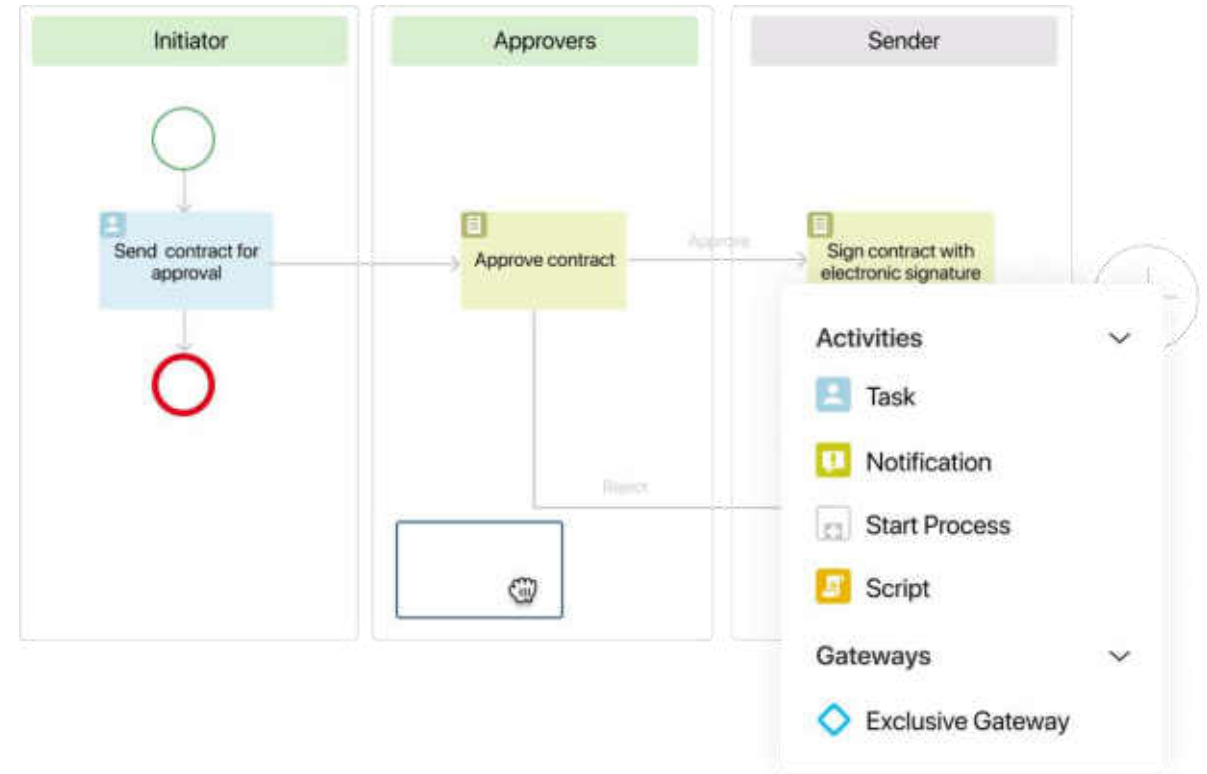 Initiator
Approvers
Sender
Send contract for
approval
Approve contract
Approve
Sign contract with
electronic signature
Reject
Activities
Task
Notification
Start Process
Script
Gateways
Exclusive Gateway